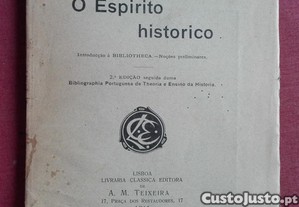 O Espirito
historico
Introducção á BIBLIOTHECA.—Noções preliminares.
2.ª EDIÇÃO seguida duma
Bibliographia Portuguesa de Theoria e Ensino da Historia.
LISBOA
LIVRARIA CLASSICA EDITORA
DE
A. M. TEIXEIRA
17, PRAÇA DOS RESTAURADORES, 17
CustoJusto.pt